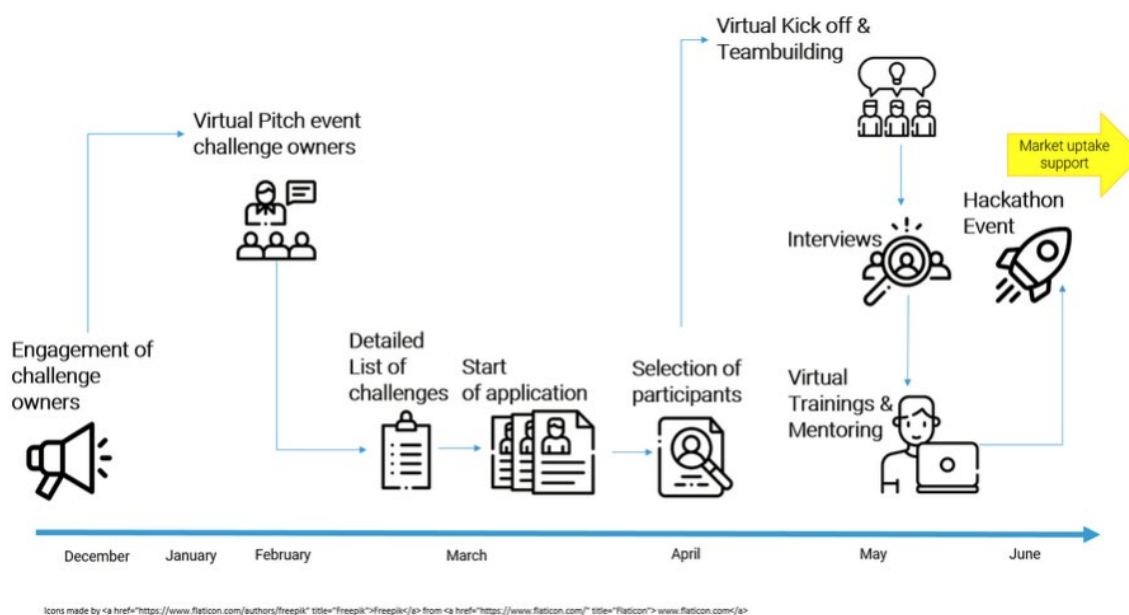 Virtual Kick off &
Teambuilding
Virtual Pitch event
challenge owners
Market uptake
support
Hackathon
Event
Interviews
Engagement of
challenge
owners
Detailed
List of
challenges
Start
of application
Selection of
participants
Virtual
Trainings &
Mentoring
December
January
February
March
April
May
June
Icons made by <a href="https://www.flaticon.com/authors/freepik" title="Freepik">Freepik</a> from <a href="https://www.flaticon.com/" title="Flaticon"> www.flaticon.com</a>